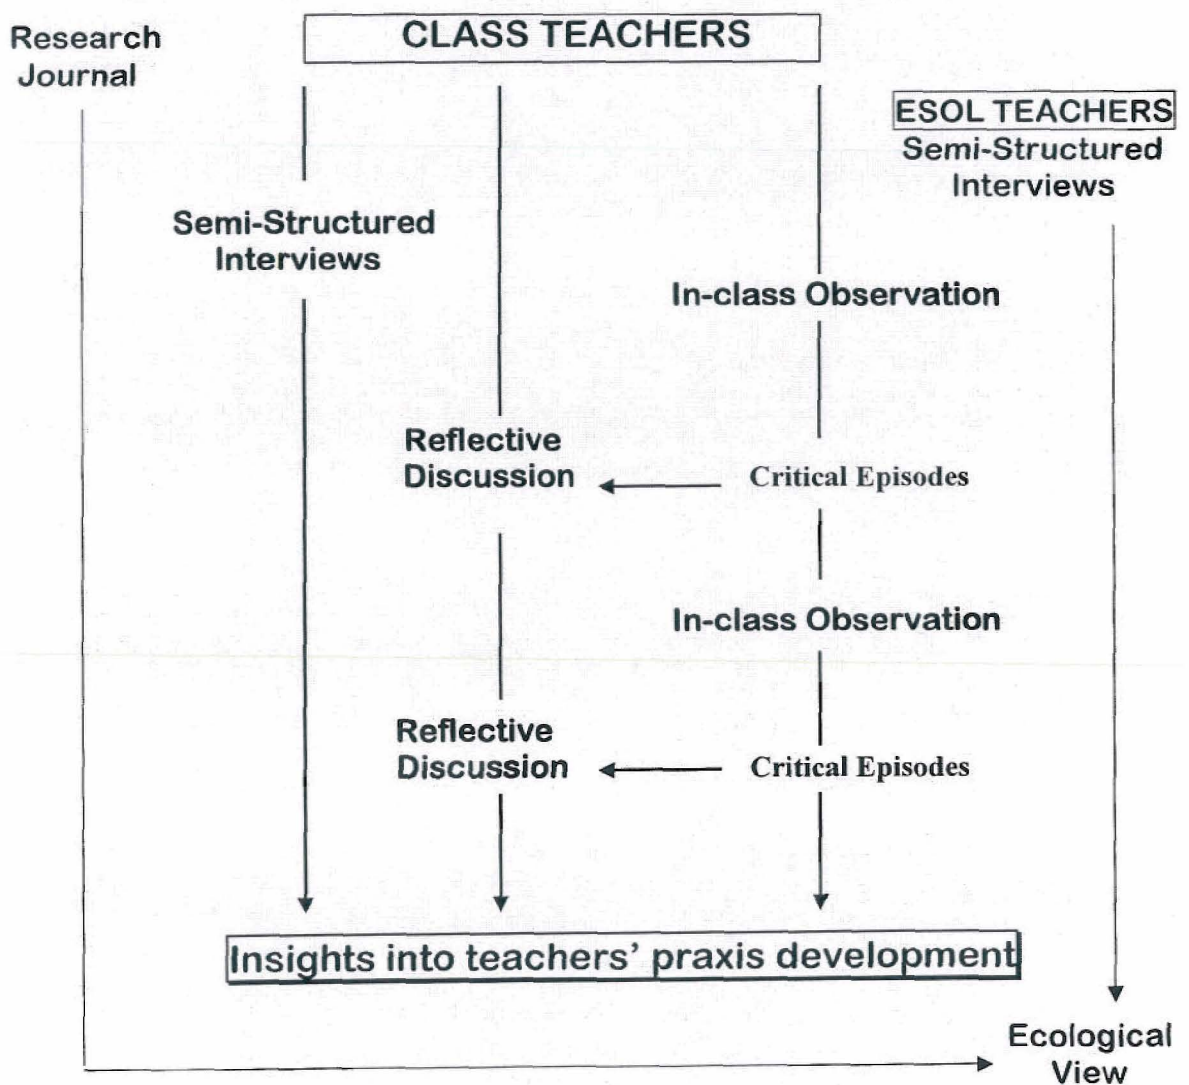 Research
Journal
CLASS TEACHERS
ESOL TEACHERS
Semi-Structured
Interviews
Semi-Structured
Interviews
In-class Observation
Reflective
Discussion
Critical Episodes
In-class Observation
Reflective
Discussion
Critical Episodes
Insights into teachers' praxis development
Ecological
View